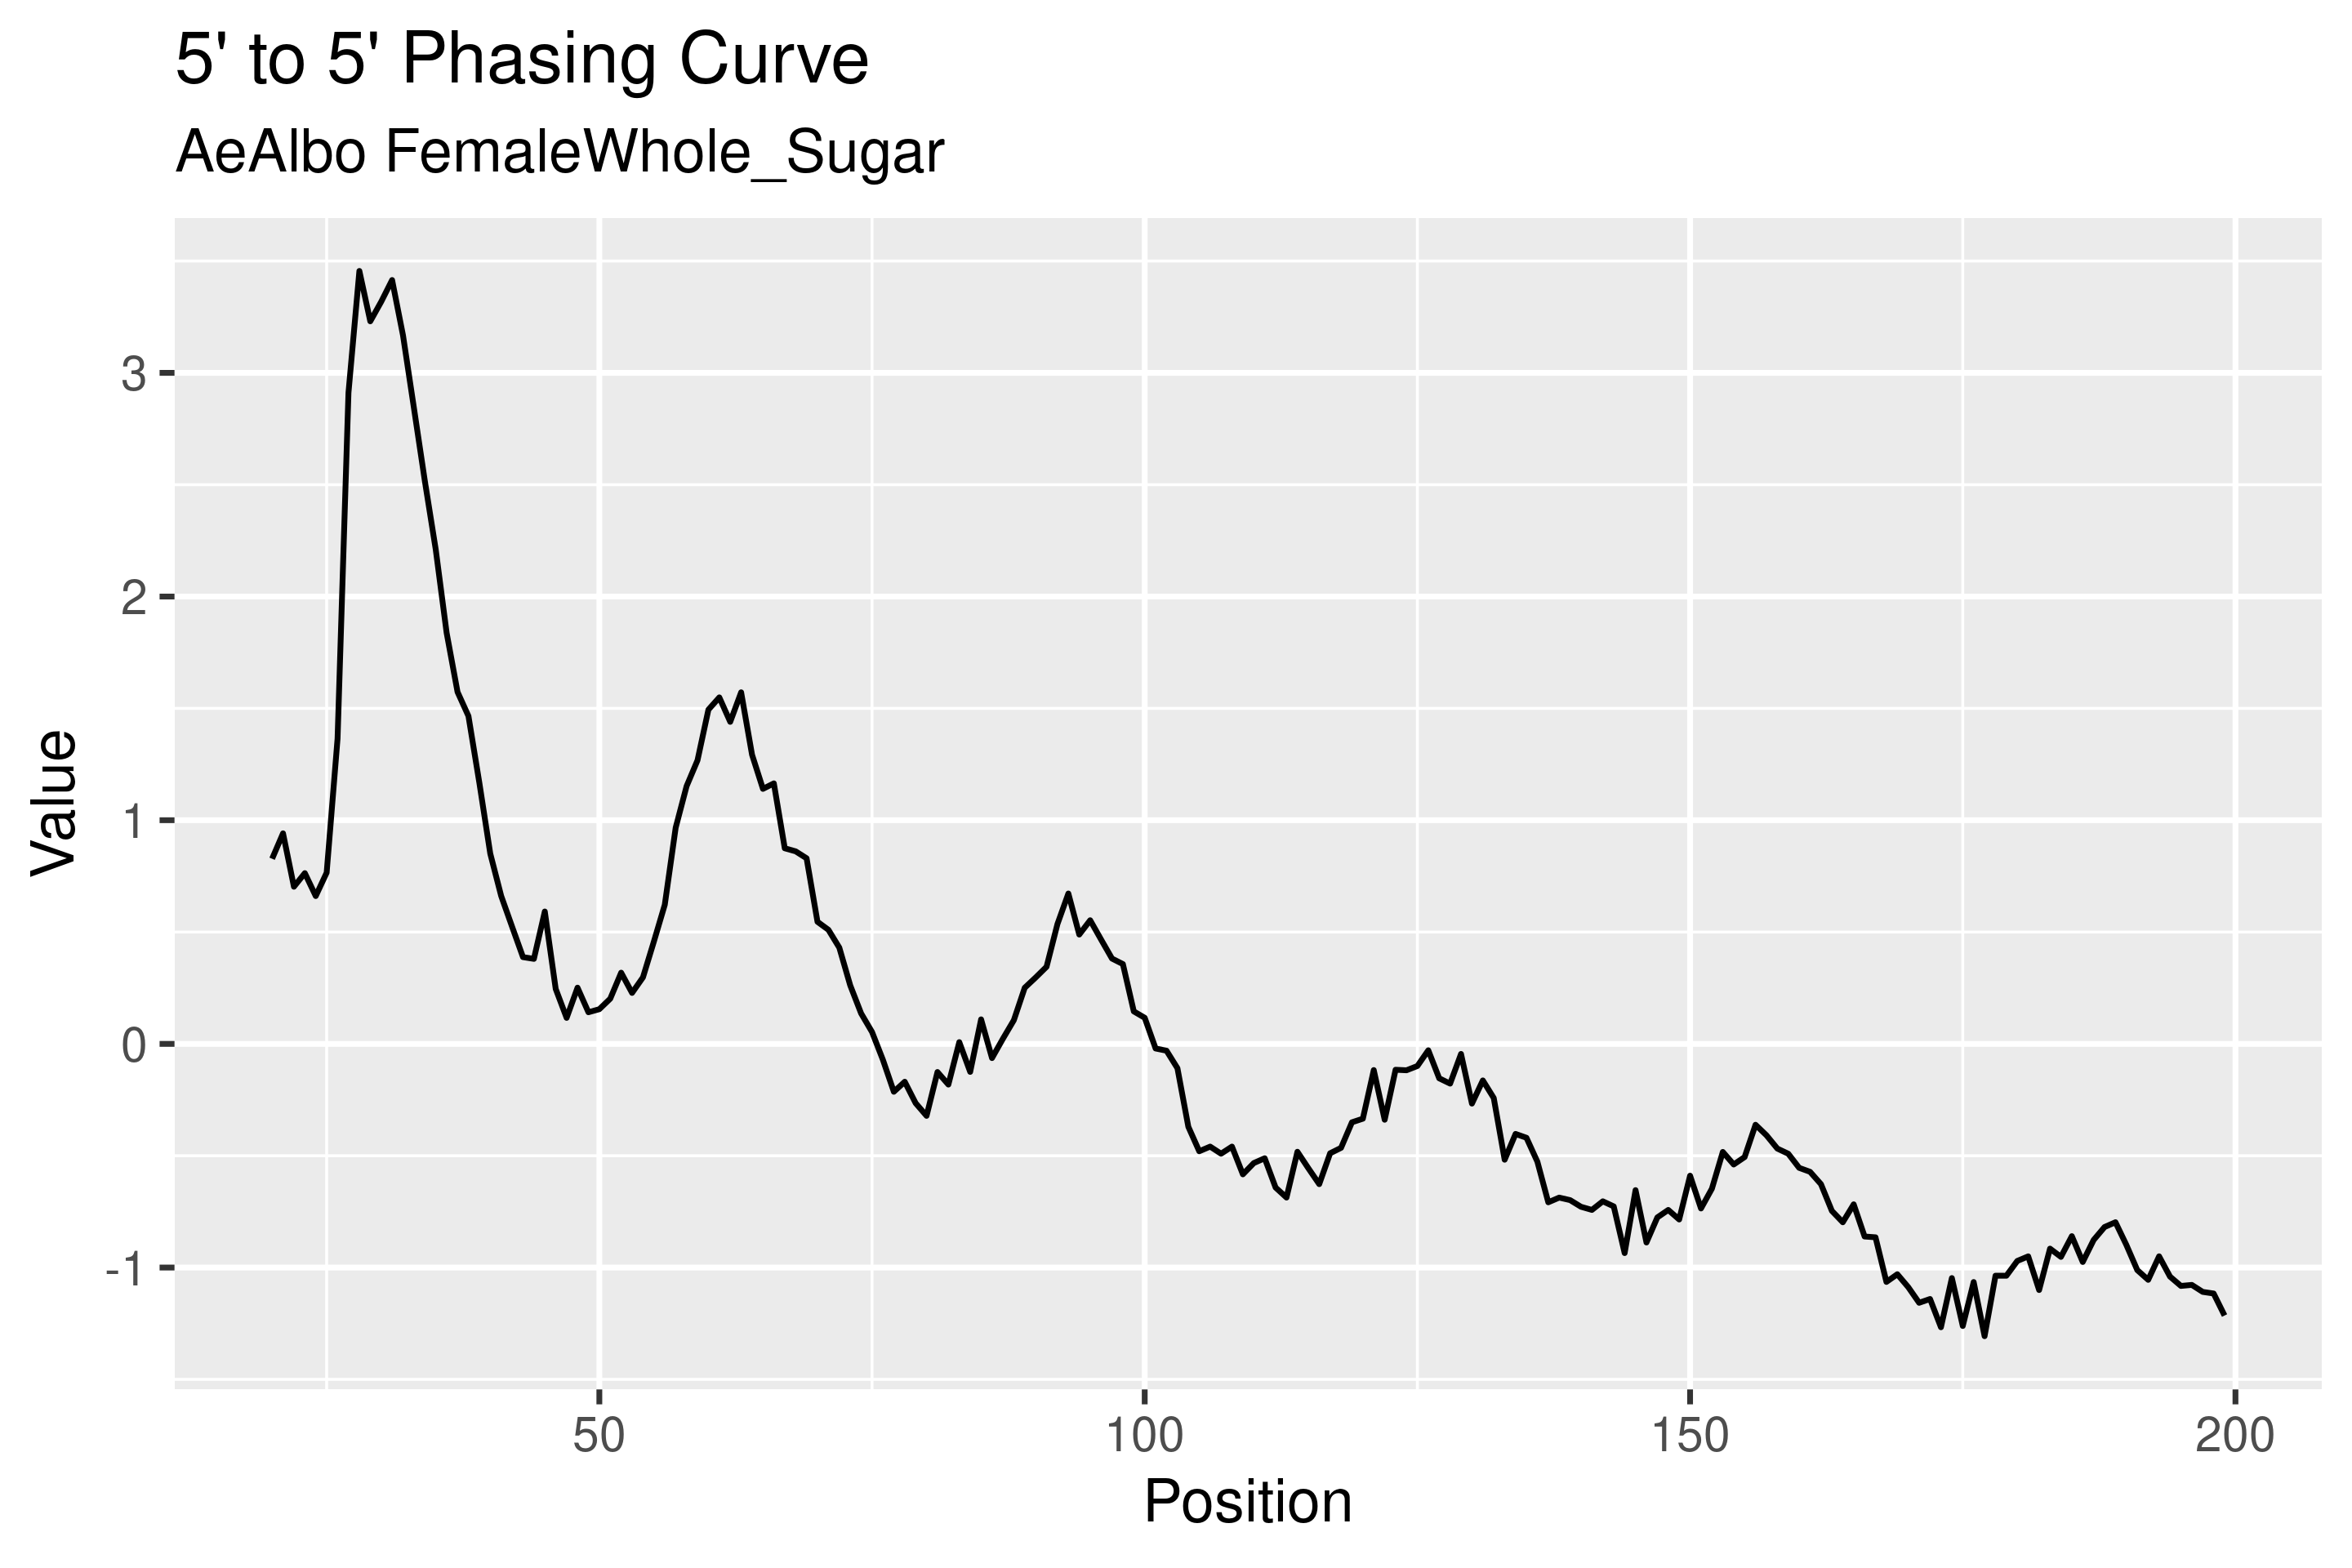 5' to 5' Phasing Curve
AeAlbo FemaleWhole_Sugar
Value
3
2
1
0
-1
50 100 150 200
Position